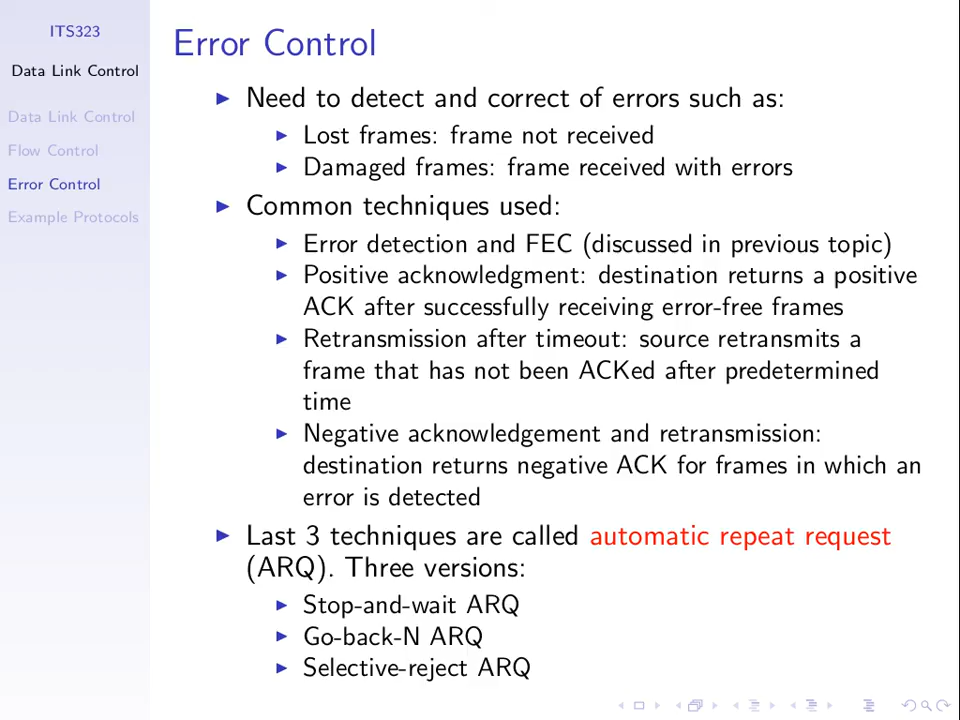 ITS323
Data Link Control
Data Link Control
Flow Control
Error Control
Example Protocols
Error Control
Need to detect and correct of errors such as:
Lost frames: frame not received
Damaged frames: frame received with errors
Common techniques used:
Error detection and FEC (discussed in previous topic)
Positive acknowledgment: destination returns a positive
ACK after successfully receiving error-free frames
Retransmission after timeout: source retransmits a
frame that has not been ACKed after predetermined
time
Negative acknowledgement and retransmission:
destination returns negative ACK for frames in which an
error is detected
Last 3 techniques are called automatic repeat request
(ARQ). Three versions:
Stop-and-wait ARQ
Go-back-N ARQ
Selective-reject ARQ